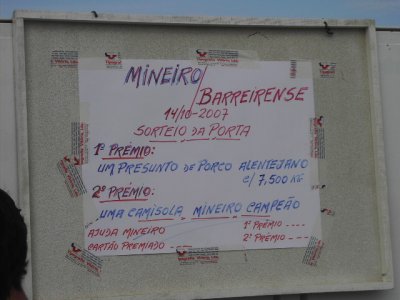 MINEIRO/
BARREIRENSE
14/10-2007
SORTEIO DA PORTA
1º PRÉMIO:
UM PRESUNTO DE PORCO ALENTEJANO
C/ 7,500 KG.
2º PRÉMIO:
UMA CAMISOLA MINEIRO CAMPEÃO
AJUDA MINEIRO 1º PRÉMIO ----
CARTÃO PREMIADO ---- 2º PRÉMIO ----